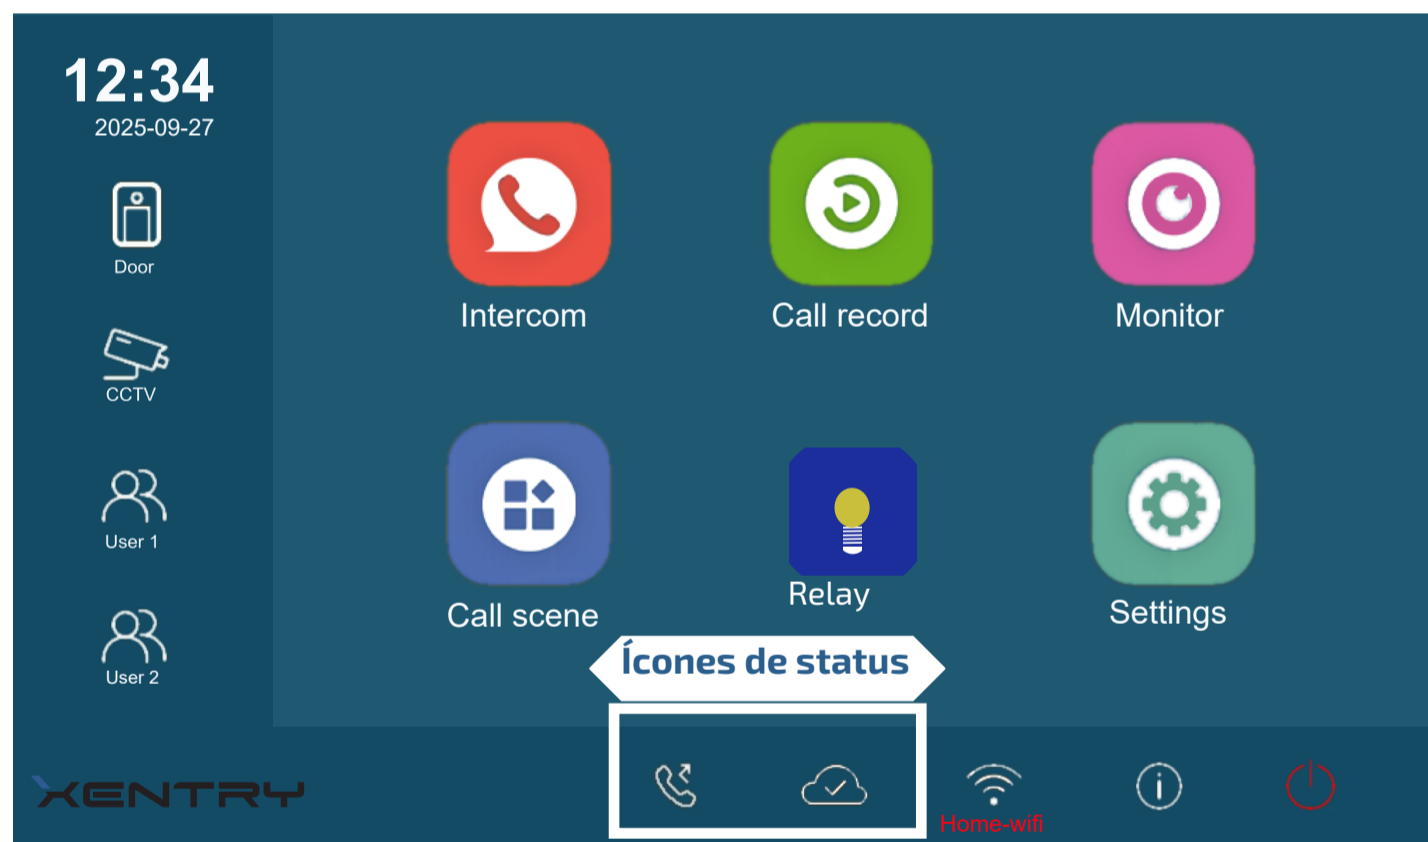 12:34
2025-09-27
Door
CCTV
User 1
User 2
Intercom
Call record
Monitor
Call scene
Relay
Settings
Ícones de status
XENTRY
Home-wifi